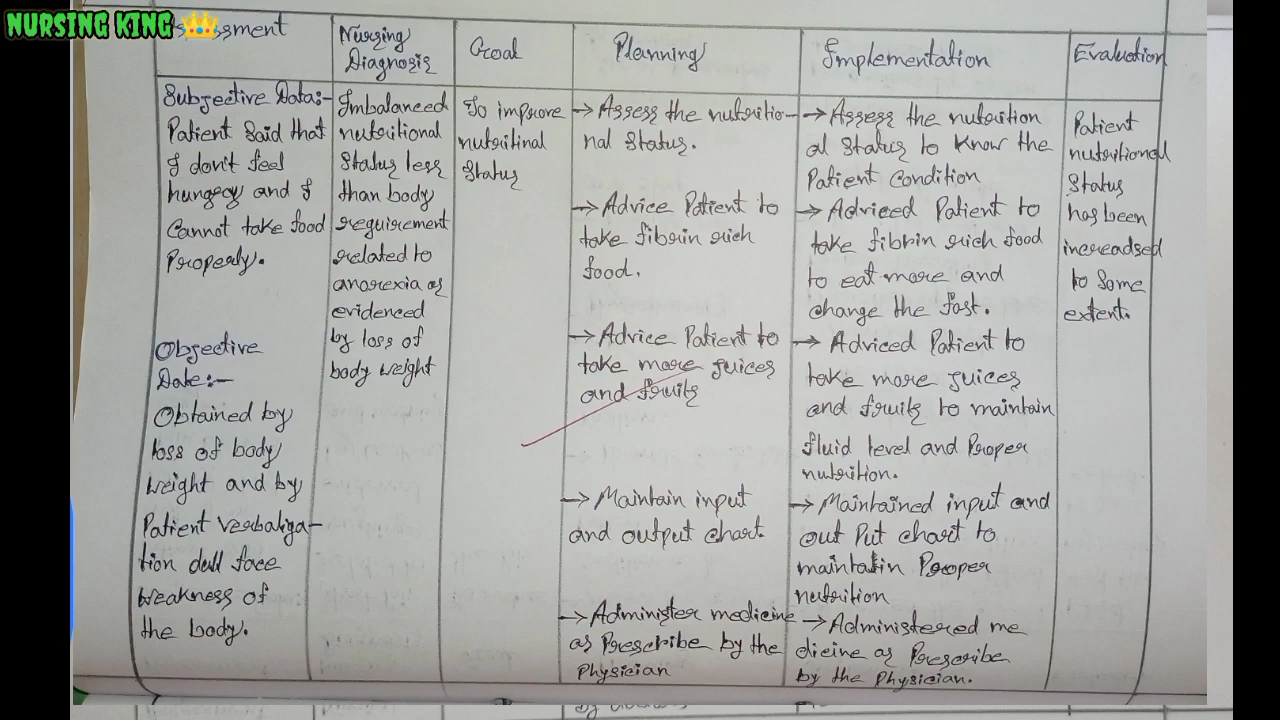 NURSING KING
Assessment
Nursing
Diagnosis
Goal
Planning
Implementation
Evaluation
Subjective Data:-
Patient Said that
I don't feel
hungry and I
Cannot take food
Properly.
Objective
Date:-
Obtained by
loss of body
weight and by
Patient verbaliga-
tion dull face
weakness of
the body.
Imbalanced
nutritional
Status less
than body
requirement
related to
anorexia as
evidenced
by loss of
body weight
To improve
nutritinal
Status
→ Assess the nutritio-
nal Status.
→ Advice Patient to
take fibrin rich
food.
→ Advice Patient to
take more juices
and fruits
→ Maintain input
and output chart.
→ Administer medicine
as Prescribe by the
Physician
→ Assess the nutrition
al Status to Know the
Patient Condition
→ Adviced Patient to
take fibrin rich food
to eat more and
change the fast.
→ Adviced Patient to
take more juices
and fruits to maintain
fluid level and Proper
nutrition.
→ Maintained input and
out Put chart to
maintain Proper
nutrition
→ Administered me
dicine as Prescribe
by the Physician.
Patient
nutritional
Status
has been
increadsed
to Some
extent.